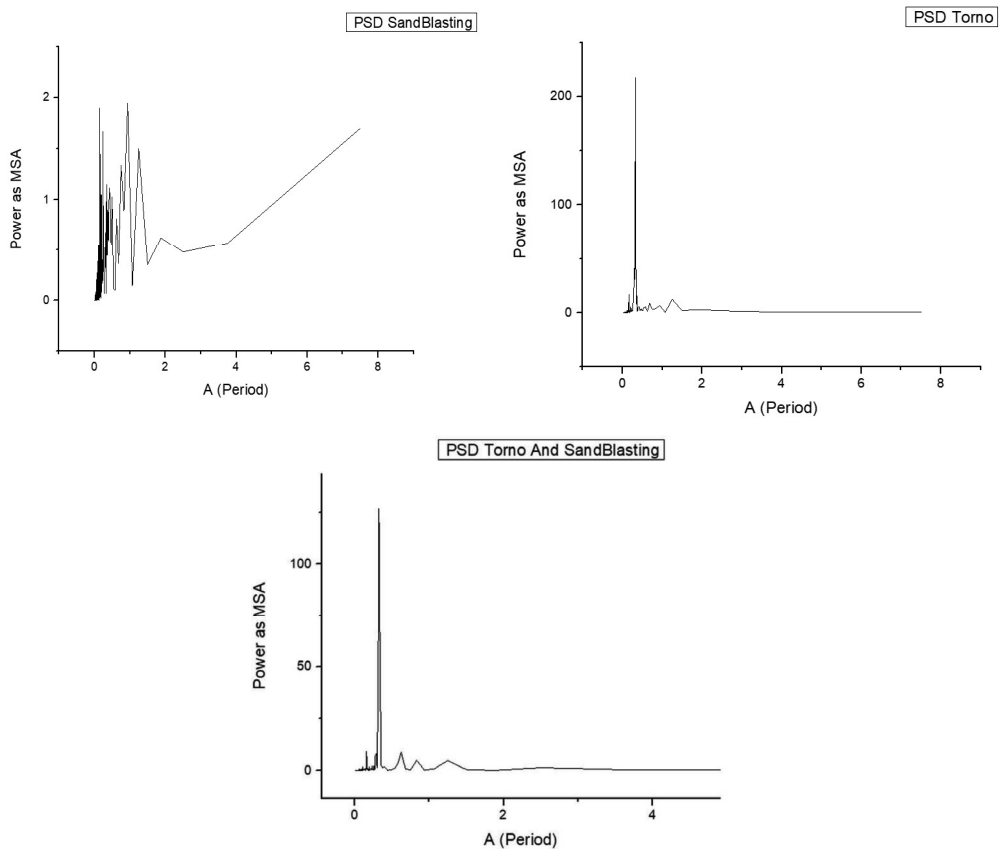 PSD SandBlasting
Power as MSA
2
1
0
0
2
4
6
8
A (Period)
PSD Torno
Power as MSA
200
100
0
0
2
4
6
8
A (Period)
PSD Torno And SandBlasting
Power as MSA
100
50
0
0
2
4
A (Period)